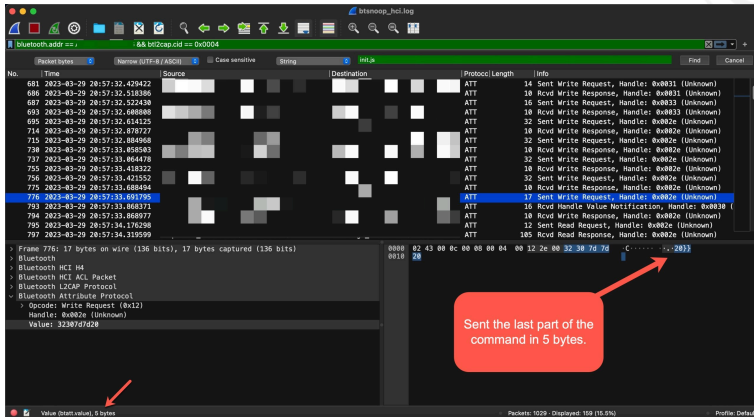 btsnoop_hci.log
bluetooth.addr == && btl2cap.cid == 0x0004
Packet bytes Narrow (UTF-8 / ASCII) Case sensitive String init.js Find Cancel
No. Time Source Destination Protocol Length Info
681 2023-03-29 20:57:32.429422 ATT 14 Sent Write Request, Handle: 0x0031 (Unknown)
686 2023-03-29 20:57:32.518386 ATT 10 Rcvd Write Response, Handle: 0x0031 (Unknown)
687 2023-03-29 20:57:32.522430 ATT 16 Sent Write Request, Handle: 0x0033 (Unknown)
693 2023-03-29 20:57:32.608808 ATT 10 Rcvd Write Response, Handle: 0x0033 (Unknown)
695 2023-03-29 20:57:32.614125 ATT 32 Sent Write Request, Handle: 0x002e (Unknown)
714 2023-03-29 20:57:32.878727 ATT 10 Rcvd Write Response, Handle: 0x002e (Unknown)
715 2023-03-29 20:57:32.884968 ATT 32 Sent Write Request, Handle: 0x002e (Unknown)
730 2023-03-29 20:57:33.058503 ATT 10 Rcvd Write Response, Handle: 0x002e (Unknown)
737 2023-03-29 20:57:33.064478 ATT 32 Sent Write Request, Handle: 0x002e (Unknown)
755 2023-03-29 20:57:33.418322 ATT 10 Rcvd Write Response, Handle: 0x002e (Unknown)
756 2023-03-29 20:57:33.421552 ATT 32 Sent Write Request, Handle: 0x002e (Unknown)
775 2023-03-29 20:57:33.688494 ATT 10 Rcvd Write Response, Handle: 0x002e (Unknown)
776 2023-03-29 20:57:33.691795 ATT 17 Sent Write Request, Handle: 0x002e (Unknown)
793 2023-03-29 20:57:33.868371 ATT 16 Rcvd Handle Value Notification, Handle: 0x0030 (
794 2023-03-29 20:57:33.868977 ATT 10 Rcvd Write Response, Handle: 0x002e (Unknown)
795 2023-03-29 20:57:34.176298 ATT 12 Sent Read Request, Handle: 0x002e (Unknown)
797 2023-03-29 20:57:34.319599 ATT 105 Rcvd Read Response, Handle: 0x002e (Unknown)
> Frame 776: 17 bytes on wire (136 bits), 17 bytes captured (136 bits)
> Bluetooth
> Bluetooth HCI H4
> Bluetooth HCI ACL Packet
> Bluetooth L2CAP Protocol
Bluetooth Attribute Protocol
> Opcode: Write Request (0x12)
Handle: 0x002e (Unknown)
Value: 32307d7d20
0000 02 43 00 0c 00 08 00 04 00 12 2e 00 32 30 7d 7d ·C······ ··.·20}}
0010 20
Sent the last part of the
command in 5 bytes.
Value (btatt.value), 5 bytes Packets: 1029 · Displayed: 159 (15.5%) Profile: Defaul